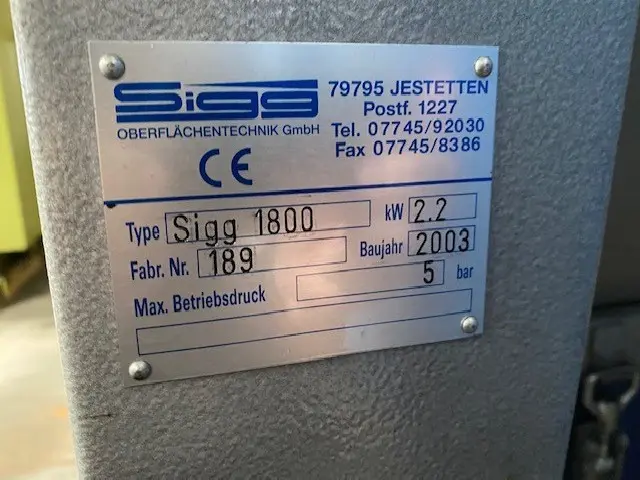 Sigg
OBERFLÄCHENTECHNIK GmbH
79795 JESTETTEN
Postf. 1227
Tel. 07745/92030
Fax 07745/8386
CE
Type Sigg 1800 kW 2.2
Fabr. Nr. 189 Baujahr 2003
Max. Betriebsdruck 5 bar